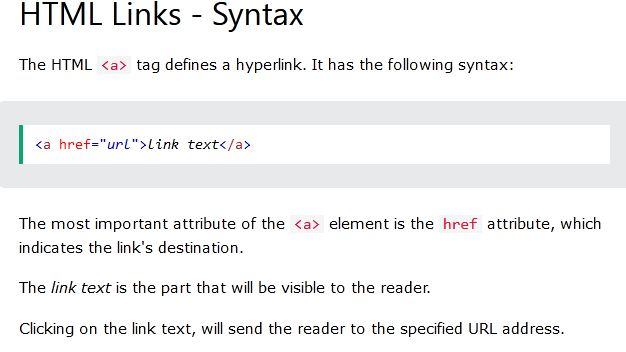 HTML Links - Syntax
The HTML <a> tag defines a hyperlink. It has the following syntax:
<a href="url">link text</a>
The most important attribute of the <a> element is the href attribute, which
indicates the link's destination.
The link text is the part that will be visible to the reader.
Clicking on the link text, will send the reader to the specified URL address.